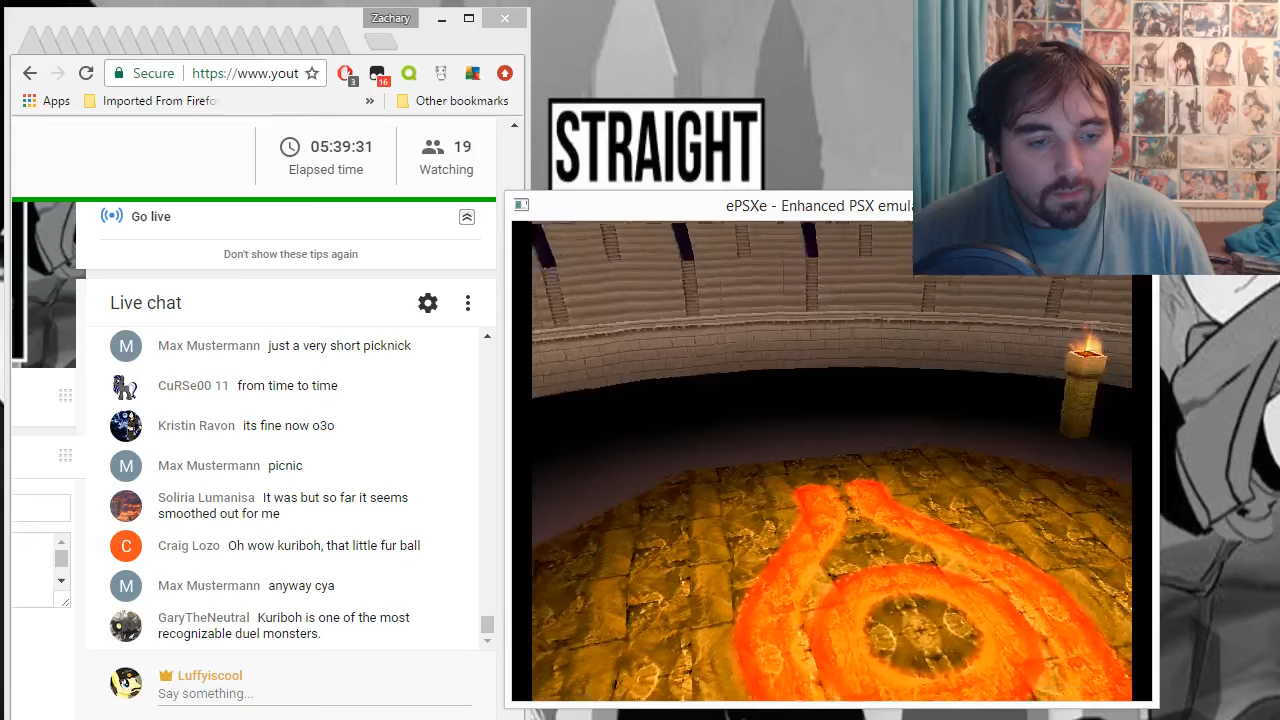 Zachary
Secure
https://www.yout
3
16
Apps
Imported From Firefo
»
Other bookmarks
05:39:31
Elapsed time
19
Watching
STRAIGHT
Go live
Don't show these tips again
ePSXe - Enhanced PSX emula
Live chat
M
Max Mustermann just a very short picknick
CuRSe00 11 from time to time
Kristin Ravon its fine now o3o
M
Max Mustermann picnic
Soliria Lumanisa It was but so far it seems
smoothed out for me
C
Craig Lozo Oh wow kuriboh, that little fur ball
M
Max Mustermann anyway cya
GaryTheNeutral Kuriboh is one of the most
recognizable duel monsters.
Luffyiscool
Say something...